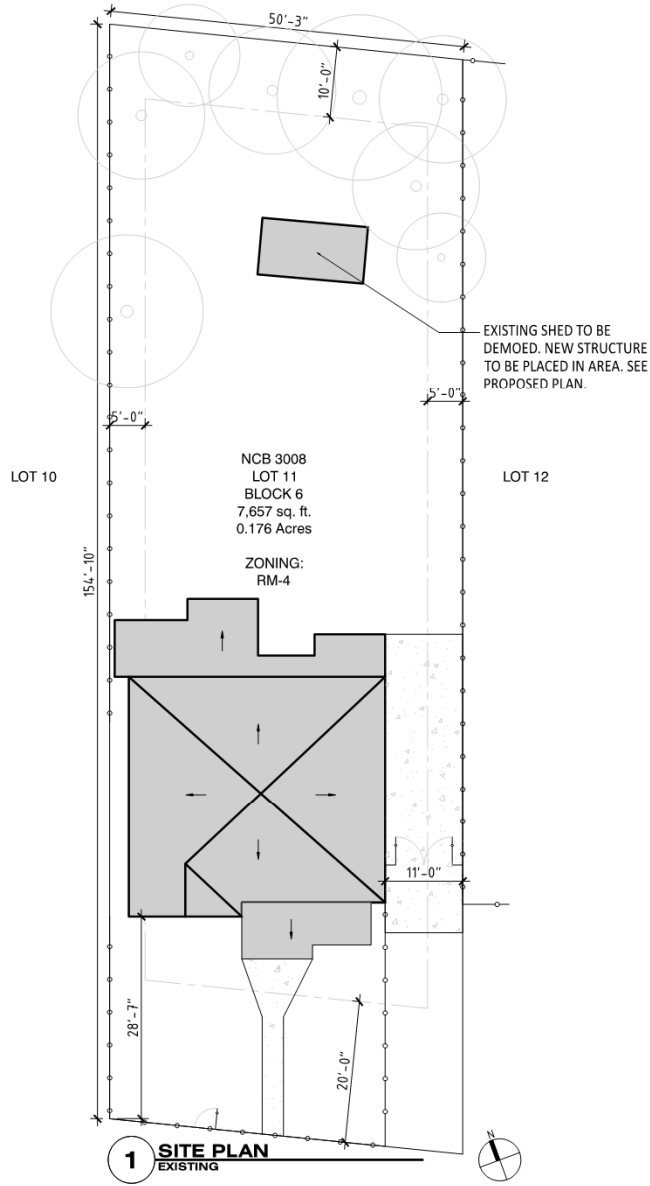 50'-3"
10'-0"
EXISTING SHED TO BE
DEMOED. NEW STRUCTURE
TO BE PLACED IN AREA. SEE
PROPOSED PLAN.
5'-0"
5'-0"
LOT 10
NCB 3008
LOT 11
BLOCK 6
7,657 sq. ft.
0.176 Acres
ZONING:
RM-4
LOT 12
154'-10"
11'-0"
28'-7"
20'-0"
1
SITE PLAN
EXISTING
N